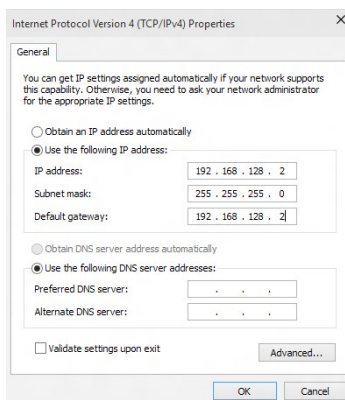 Internet Protocol Version 4 (TCP/IPv4) Properties
General
You can get IP settings assigned automatically if your network supports
this capability. Otherwise, you need to ask your network administrator
for the appropriate IP settings.
Obtain an IP address automatically
Use the following IP address:
IP address: 192 . 168 . 128 . 2
Subnet mask: 255 . 255 . 255 . 0
Default gateway: 192 . 168 . 128 . 2
Obtain DNS server address automatically
Use the following DNS server addresses:
Preferred DNS server: . . .
Alternate DNS server: . . .
Validate settings upon exit
Advanced...
OK Cancel